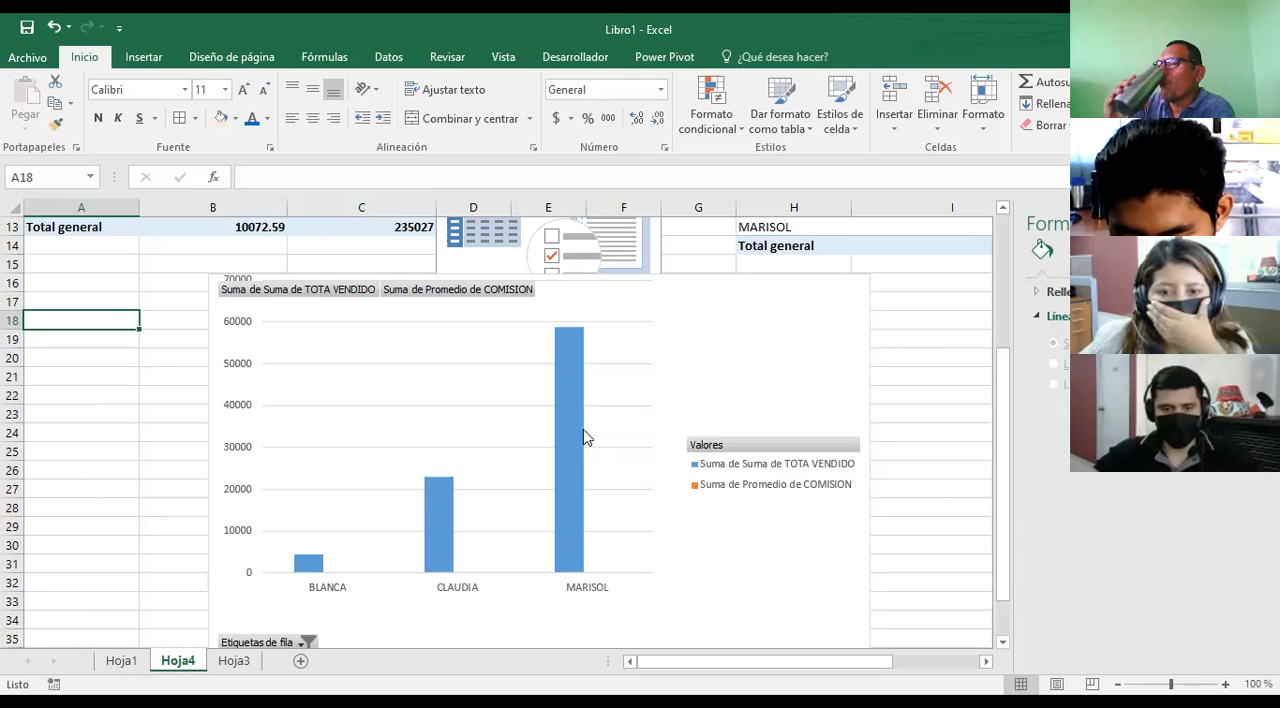 Libro1 - Excel
Archivo Inicio Insertar Diseño de página Fórmulas Datos Revisar Vista Desarrollador Power Pivot ¿Qué desea hacer?
Pegar
Calibri 11
N K S
Ajustar texto
Combinar y centrar
General
$ % 000
Formato condicional
Dar formato como tabla
Estilos de celda
Insertar Eliminar Formato
Autosu
Rellena
Borrar
Portapapeles Fuente Alineación Número Estilos Celdas
A18 fx
A B C D E F G H I
13 Total general 10072.59 235027 MARISOL
14 Total general
15
16
17
18
19
20
21
22
23
24
25
26
27
28
29
30
31
32
33
34
35
Form
Relle
Líne
70000
Suma de Suma de TOTA VENDIDO Suma de Promedio de COMISION
60000
50000
40000
30000
20000
10000
0
BLANCA CLAUDIA MARISOL
Valores
Suma de Suma de TOTA VENDIDO
Suma de Promedio de COMISION
Etiquetas de fila
Hoja1 Hoja4 Hoja3
Listo 100 %